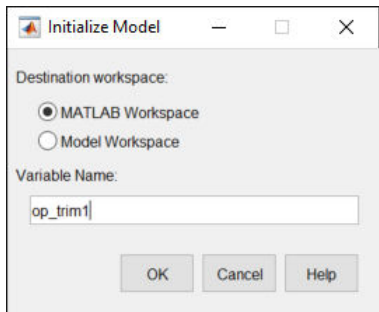 Initialize Model
Destination workspace:
MATLAB Workspace
Model Workspace
Variable Name:
op_trim1
OK Cancel Help